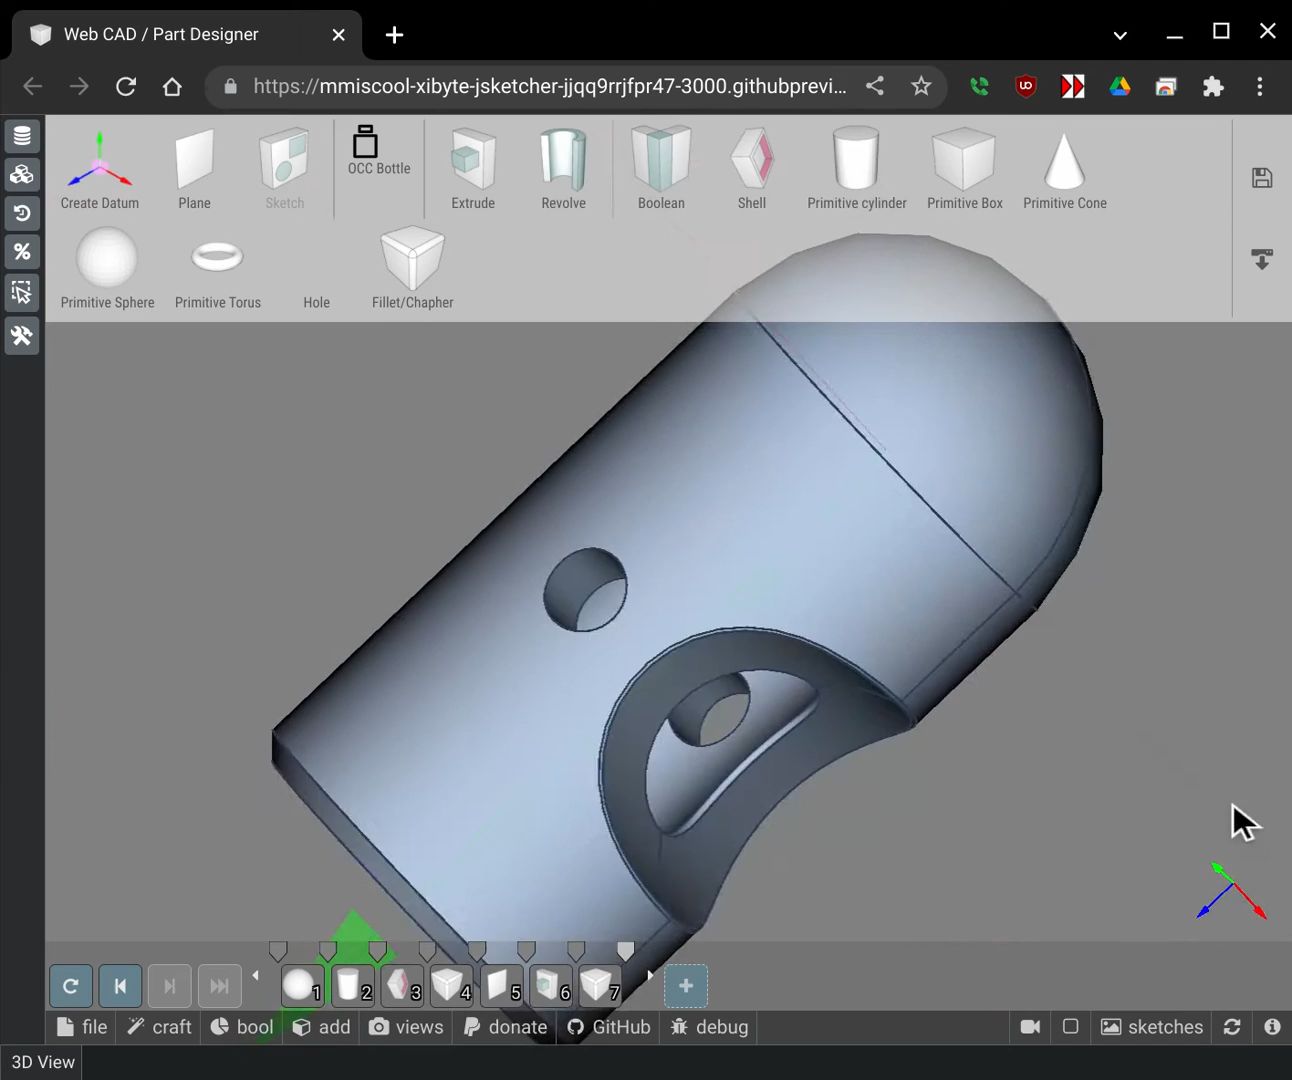 Web CAD / Part Designer
https://mmiscool-xibyte-jsketcher-jjqq9rrjfpr47-3000.githubprevi...
UO
Create Datum
Plane
Sketch
OCC Bottle
Extrude
Revolve
Boolean
Shell
Primitive cylinder
Primitive Box
Primitive Cone
Primitive Sphere
Primitive Torus
Hole
Fillet/Chapher
1 2 3 4 5 6 7
file craft bool add views donate GitHub debug sketches
3D View